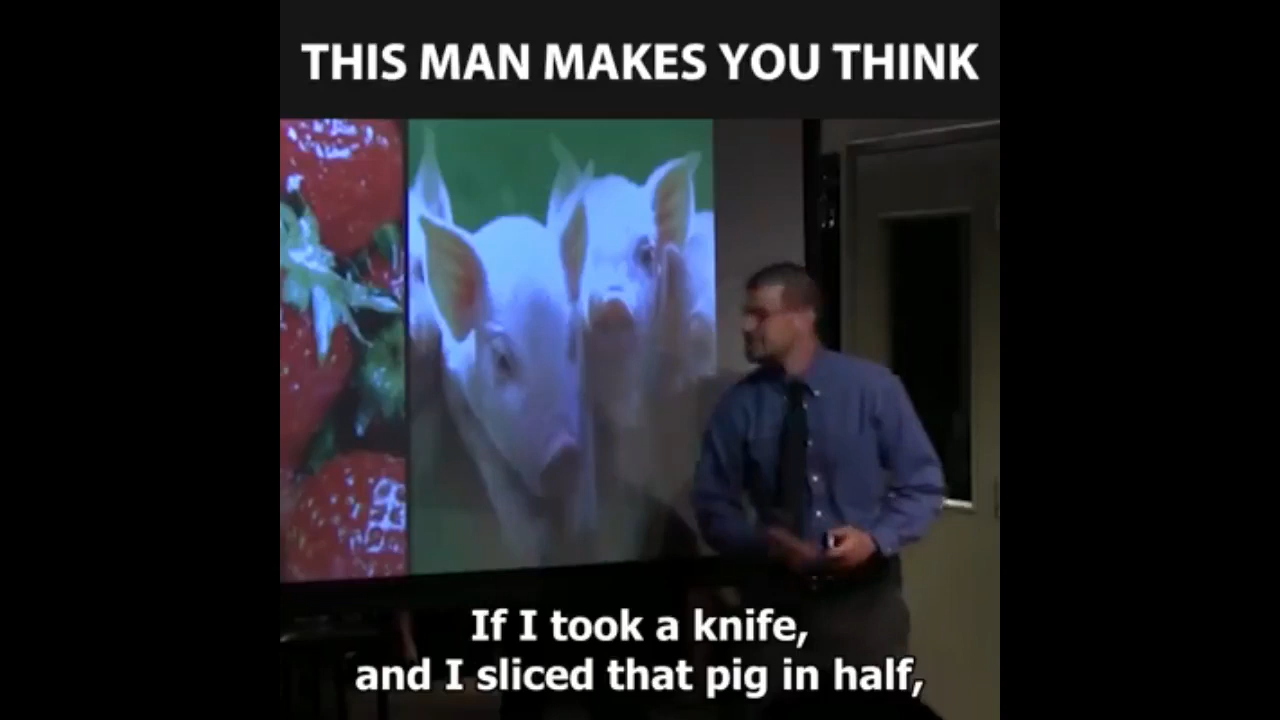 THIS MAN MAKES YOU THINK
If I took a knife,
and I sliced that pig in half,